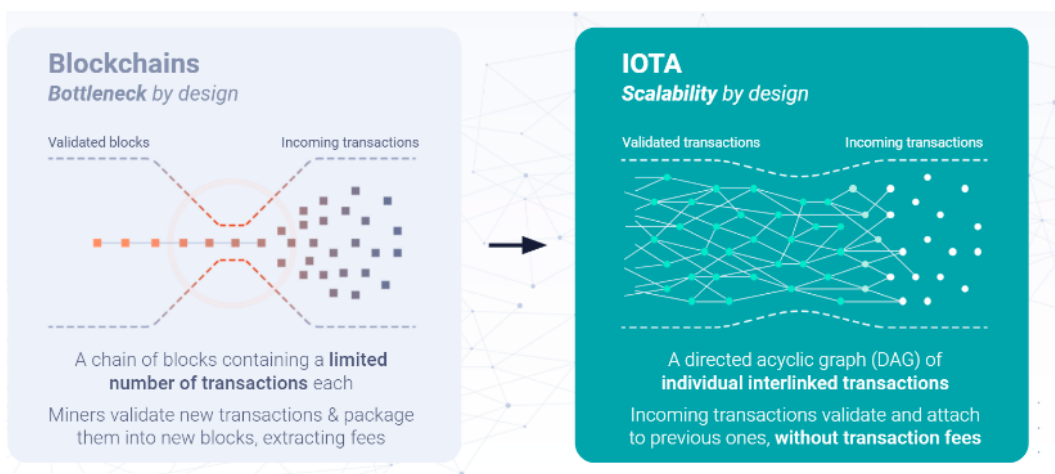 Blockchains
Bottleneck by design
Validated blocks
Incoming transactions
A chain of blocks containing a limited
number of transactions each
Miners validate new transactions & package
them into new blocks, extracting fees
IOTA
Scalability by design
Validated transactions
Incoming transactions
A directed acyclic graph (DAG) of
individual interlinked transactions
Incoming transactions validate and attach
to previous ones, without transaction fees